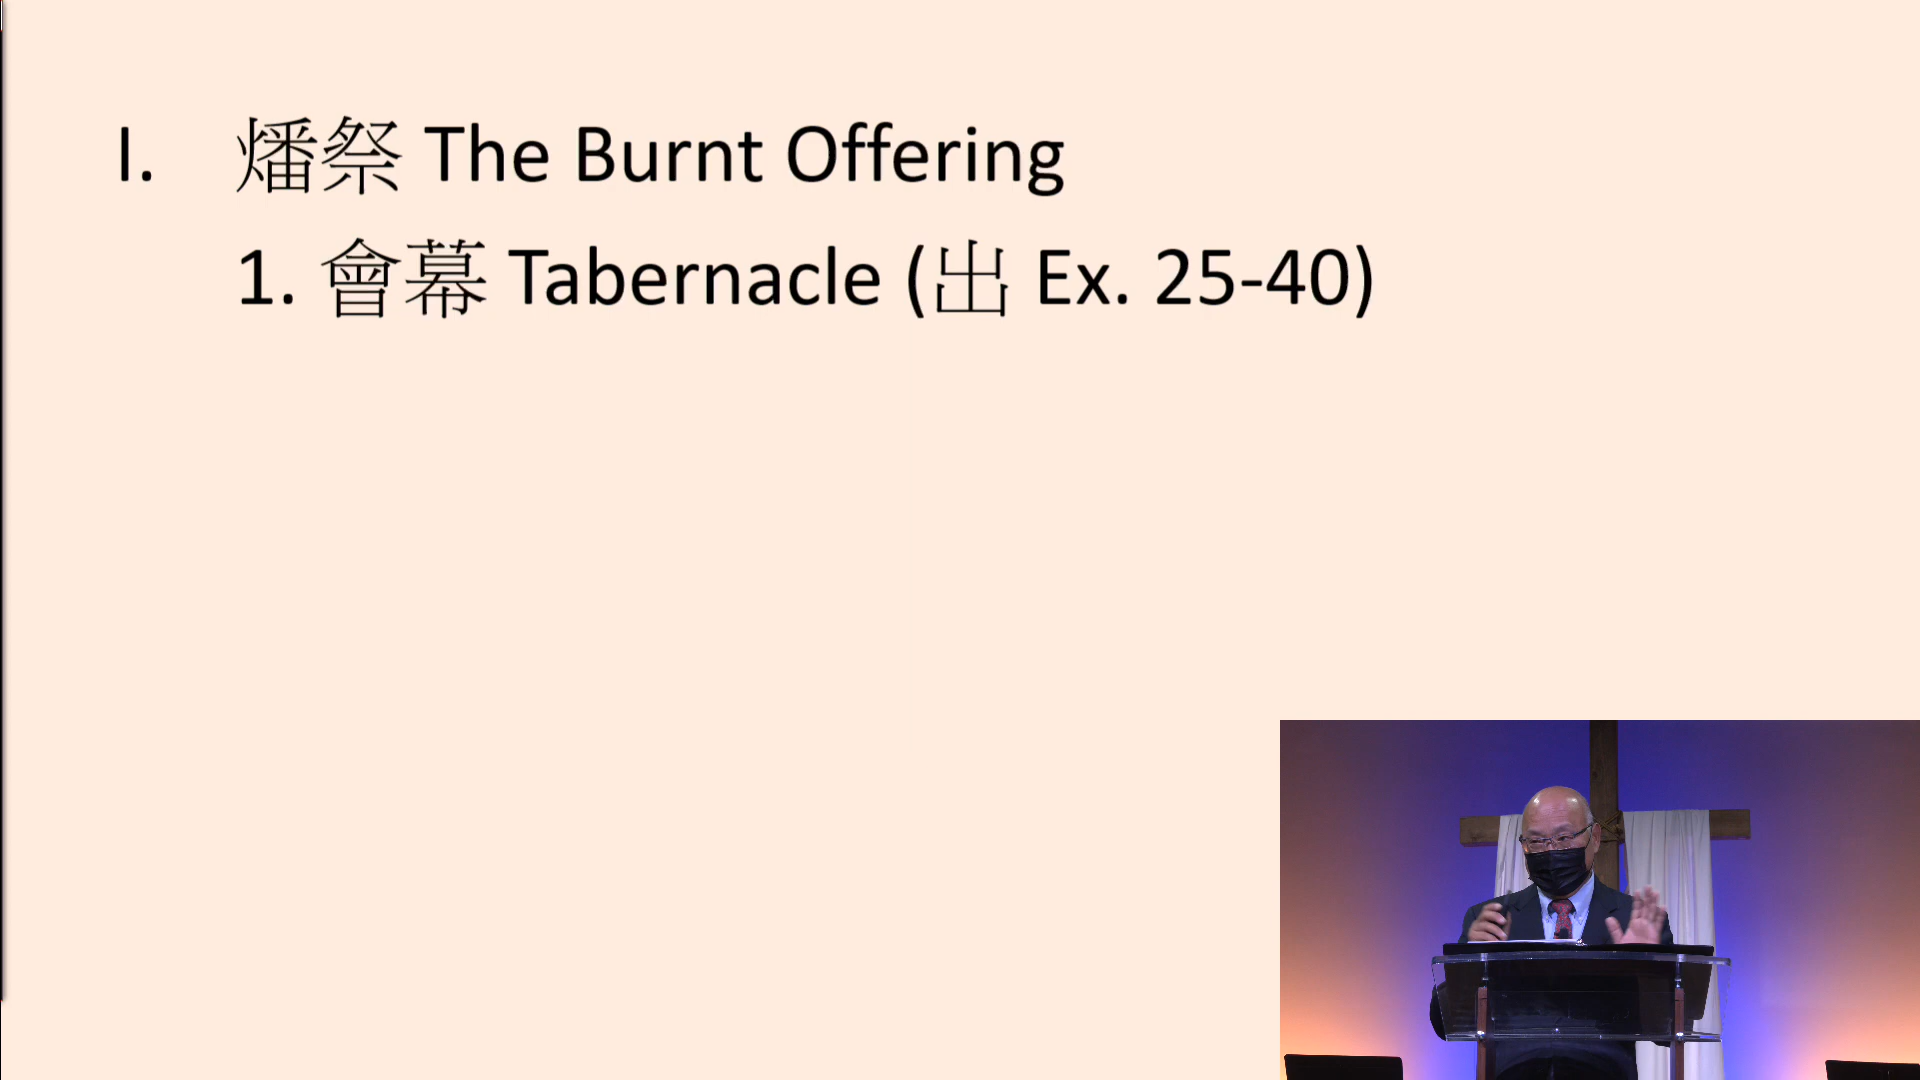 I. 燔祭 The Burnt Offering
1. 會幕 Tabernacle (出 Ex. 25-40)